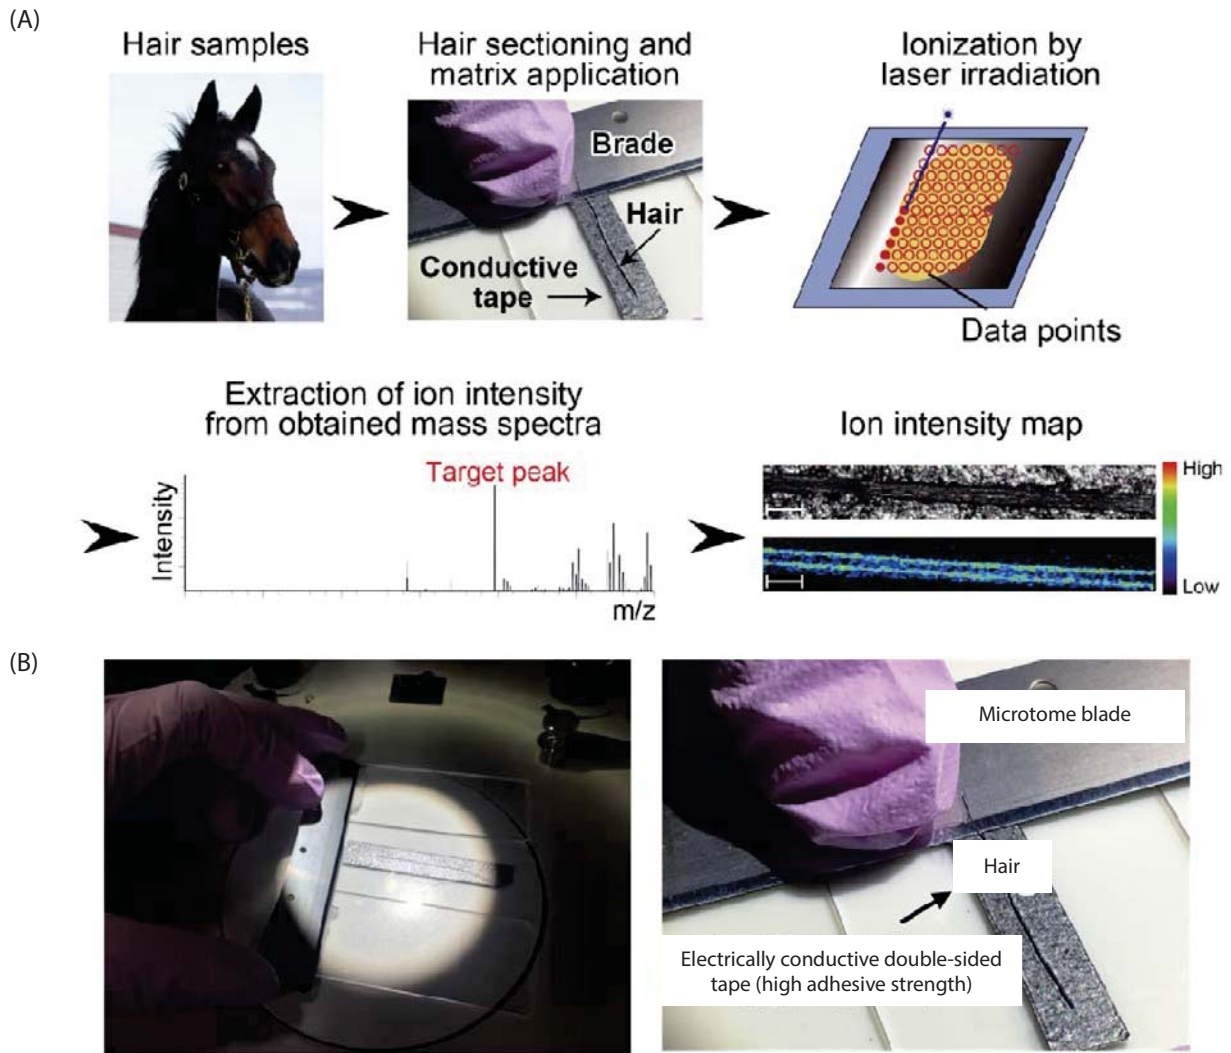 (A)
Hair samples
Hair sectioning and
matrix application
Ionization by
laser irradiation
Brade
Hair
Conductive
tape
Data points
Extraction of ion intensity
from obtained mass spectra
Ion intensity map
Target peak
Intensity
m/z
High
Low
(B)
Microtome blade
Hair
Electrically conductive double-sided
tape (high adhesive strength)